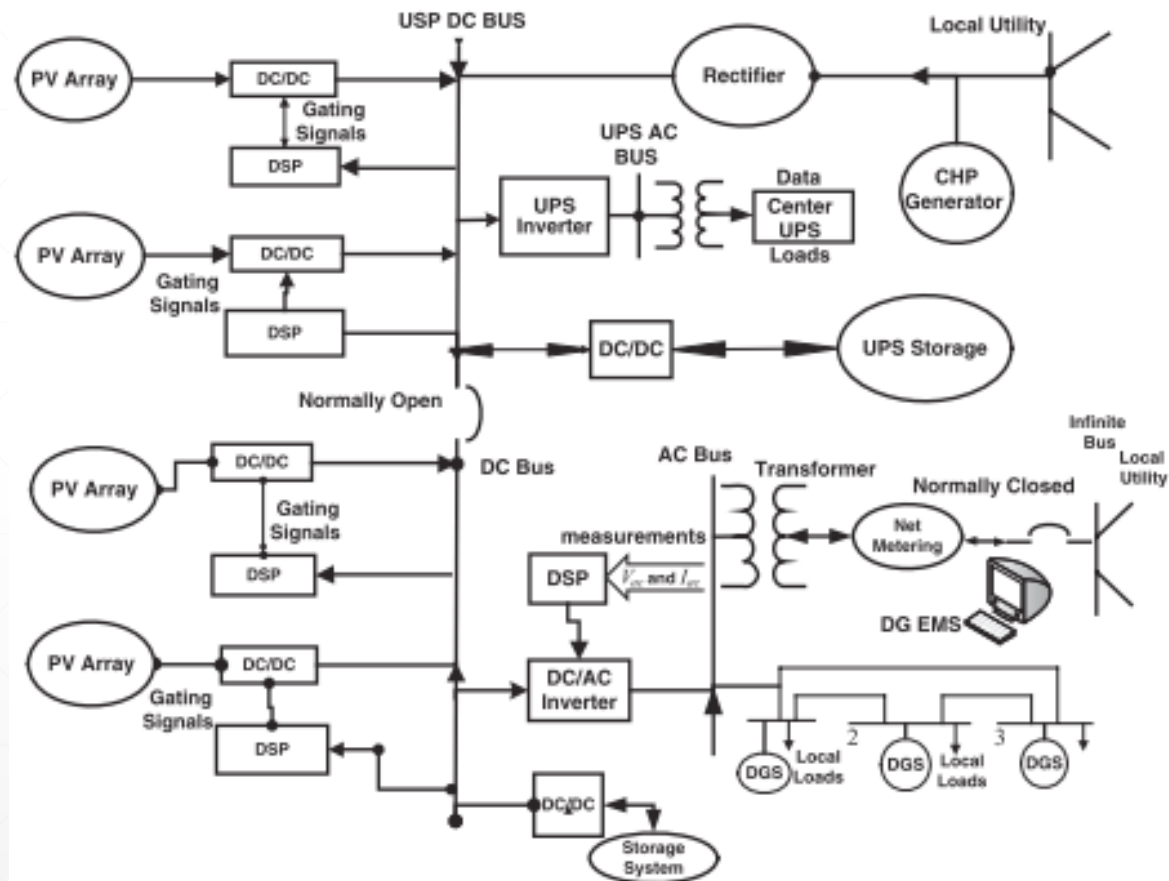 USP DC BUS
Local Utility
PV Array
DC/DC
Rectifier
Gating
Signals
DSP
UPS AC
BUS
CHP
Generator
UPS
Inverter
Data
Center
UPS
Loads
PV Array
DC/DC
Gating
Signals
DSP
DC/DC
UPS Storage
Normally Open
Infinite
Bus
Local
Utility
PV Array
DC/DC
DC Bus
AC Bus
Transformer
Normally Closed
Gating
Signals
Net
Metering
measurements
DSP
DSP
Vac and Iac
DG EMS
PV Array
DC/DC
DC/AC
Inverter
Gating
Signals
DSP
2
3
DGS
Local
Loads
DGS
Local
Loads
DGS
DC/DC
Storage
System